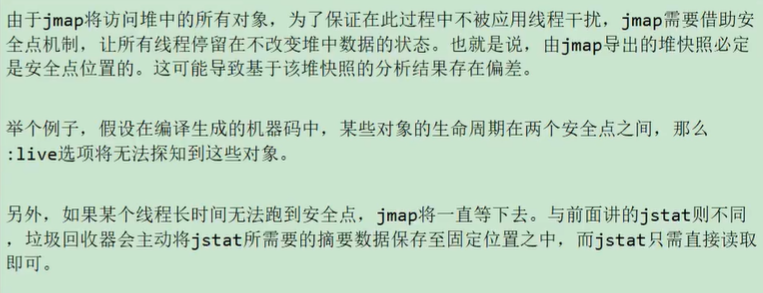 由于jmap将访问堆中的所有对象，为了保证在此过程中不被应用线程干扰，jmap需要借助安
全点机制，让所有线程停留在不改变堆中数据的状态。也就是说，由jmap导出的堆快照必定
是安全点位置的。这可能导致基于该堆快照的分析结果存在偏差。
举个例子，假设在编译生成的机器码中，某些对象的生命周期在两个安全点之间，那么
:live选项将无法探知到这些对象。
另外，如果某个线程长时间无法跑到安全点，jmap将一直等下去。与前面讲的jstat则不同
，垃圾回收器会主动将jstat所需要的摘要数据保存至固定位置之中，而jstat只需直接读取
即可。